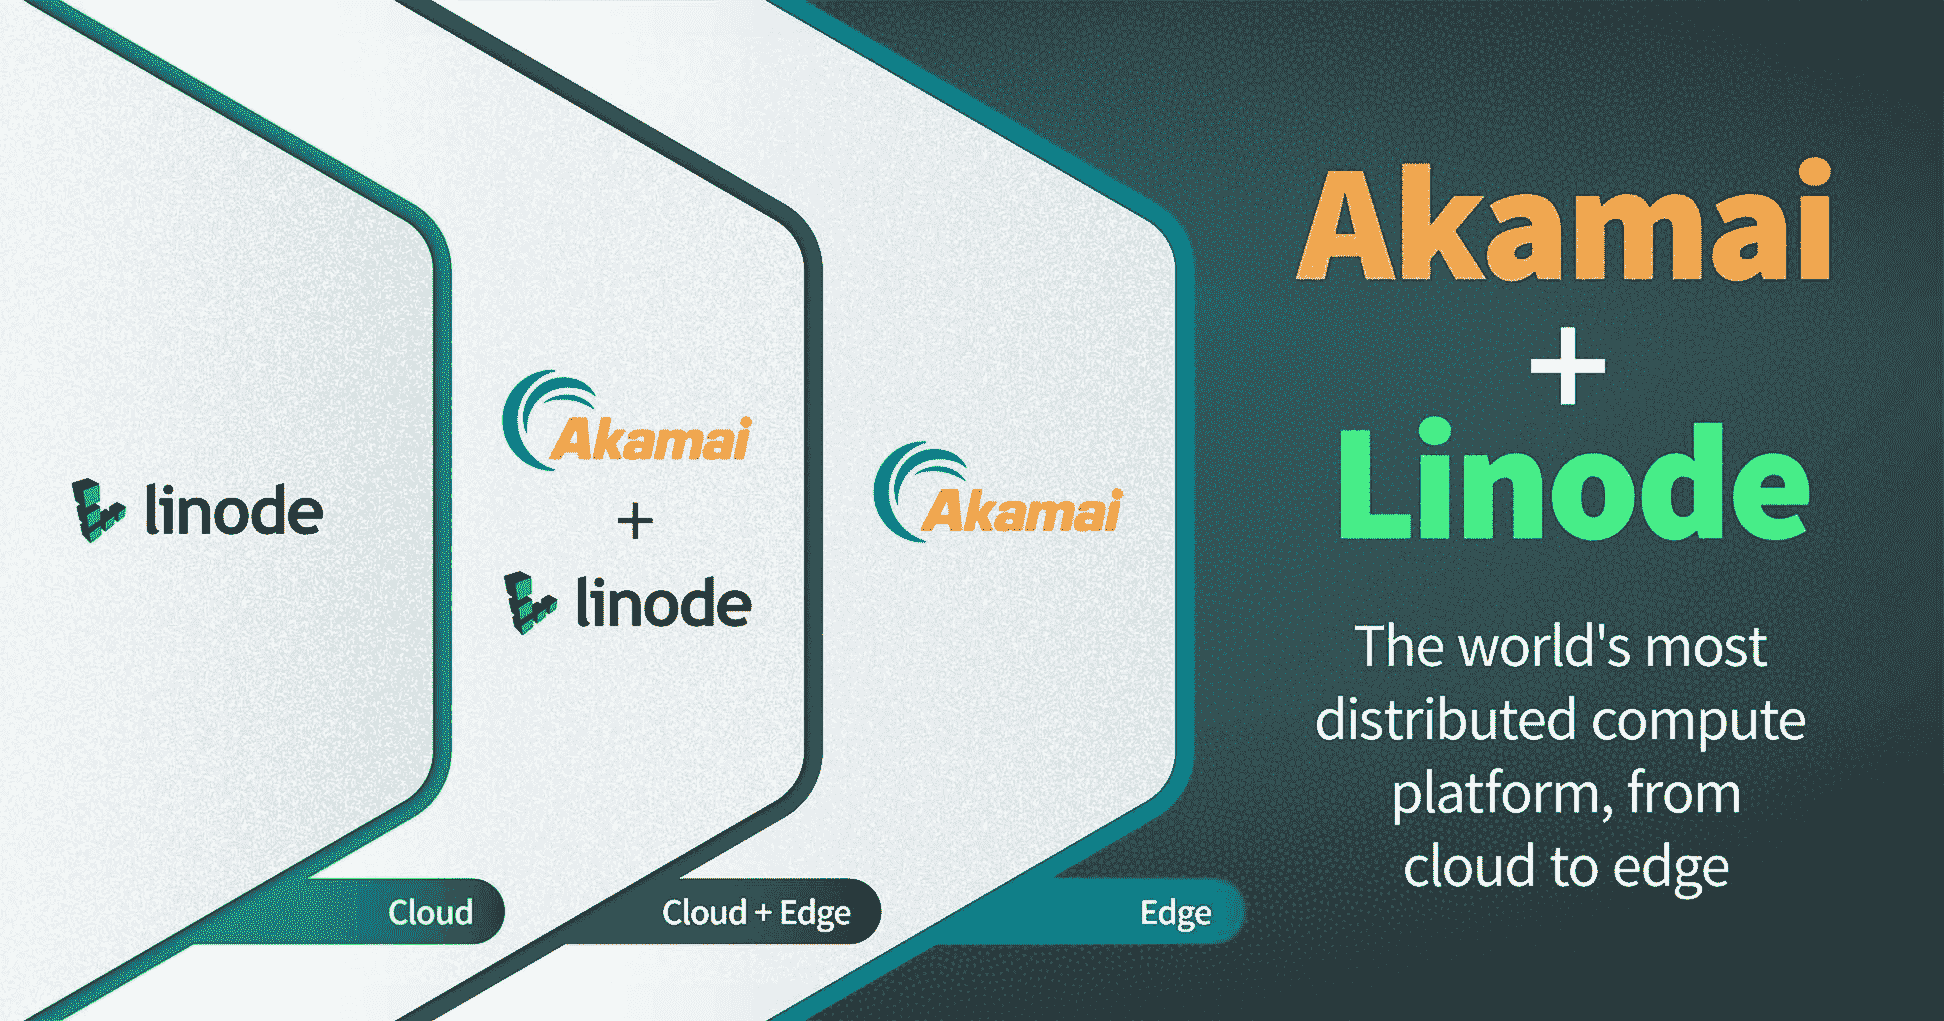 linode
Akamai
+
linode
Akamai
Cloud
Cloud + Edge
Edge
Akamai
+
Linode
The world's most
distributed compute
platform, from
cloud to edge